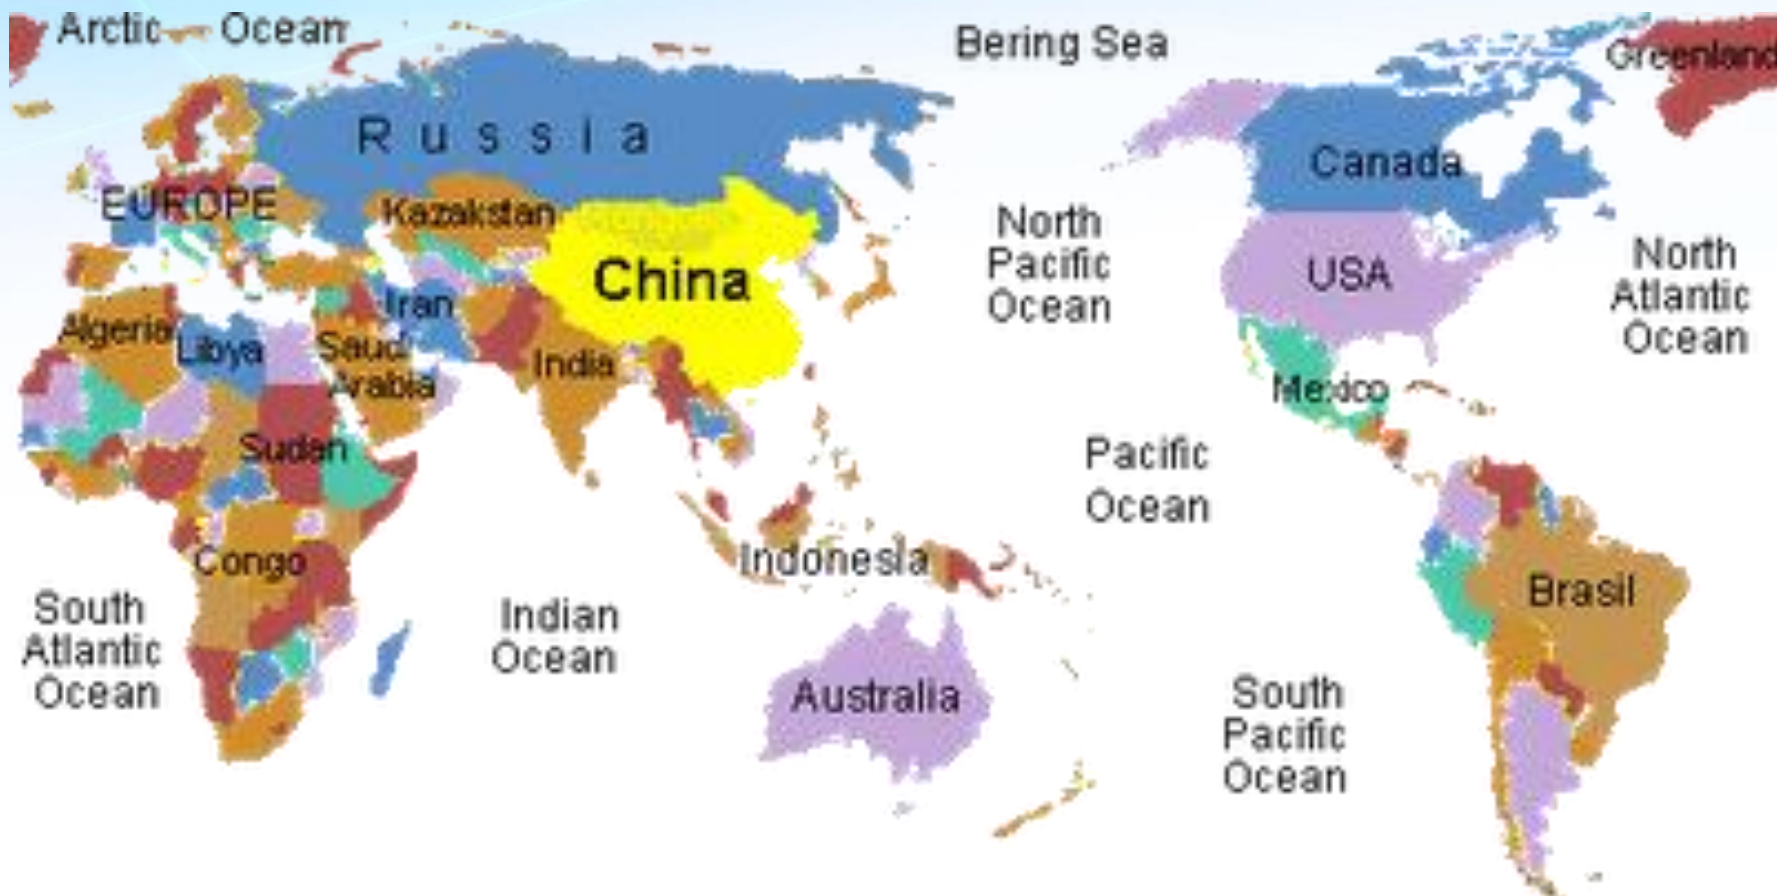 Arctic Ocean
Bering Sea
Greenland
Russia
Canada
EUROPE
Kazakstan
North
Pacific
Ocean
China
USA
North
Atlantic
Ocean
Iran
Algeria
Libya
Saudi
Arabia
India
Mexico
Sudan
Pacific
Ocean
Congo
Indonesia
Brasil
South
Atlantic
Ocean
Indian
Ocean
Australia
South
Pacific
Ocean